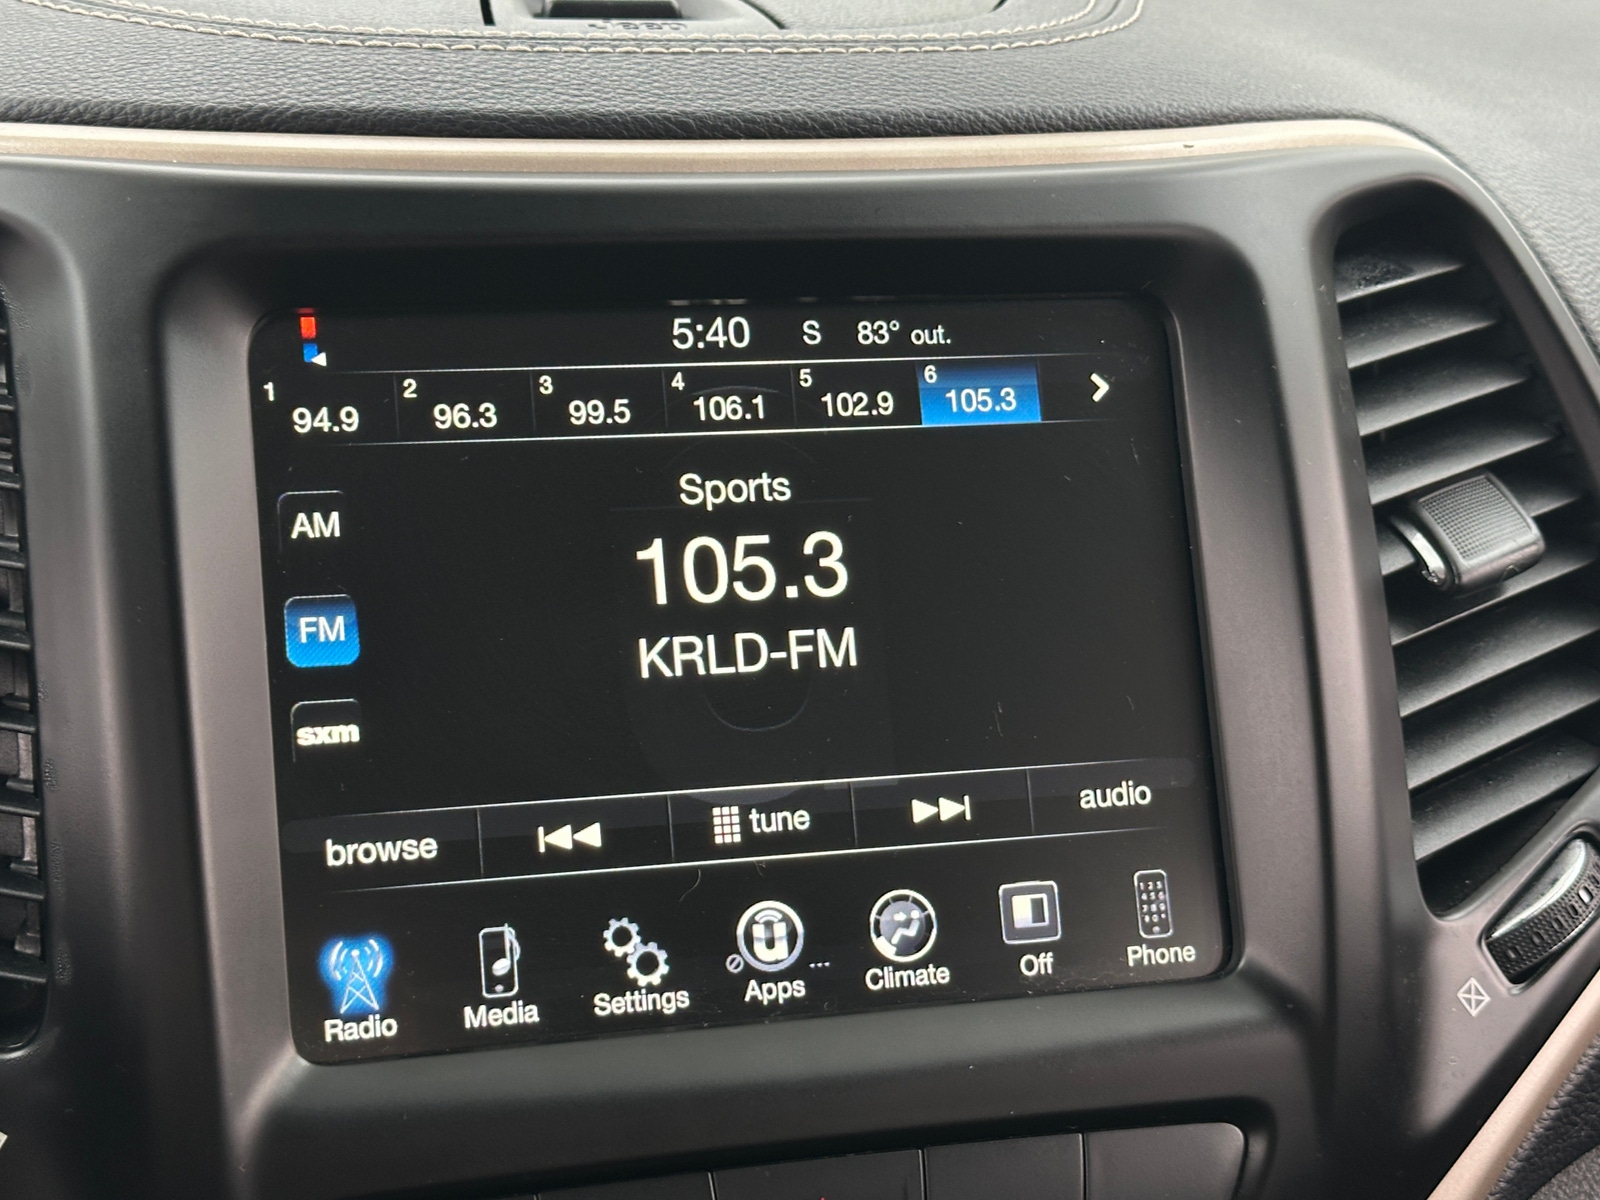 Jeep
5:40 S 83° out.
1 94.9 2 96.3 3 99.5 4 106.1 5 102.9 6 105.3
Sports
AM
105.3
FM
KRLD-FM
sxm
browse tune audio
Radio Media Settings Apps ... Climate Off Phone